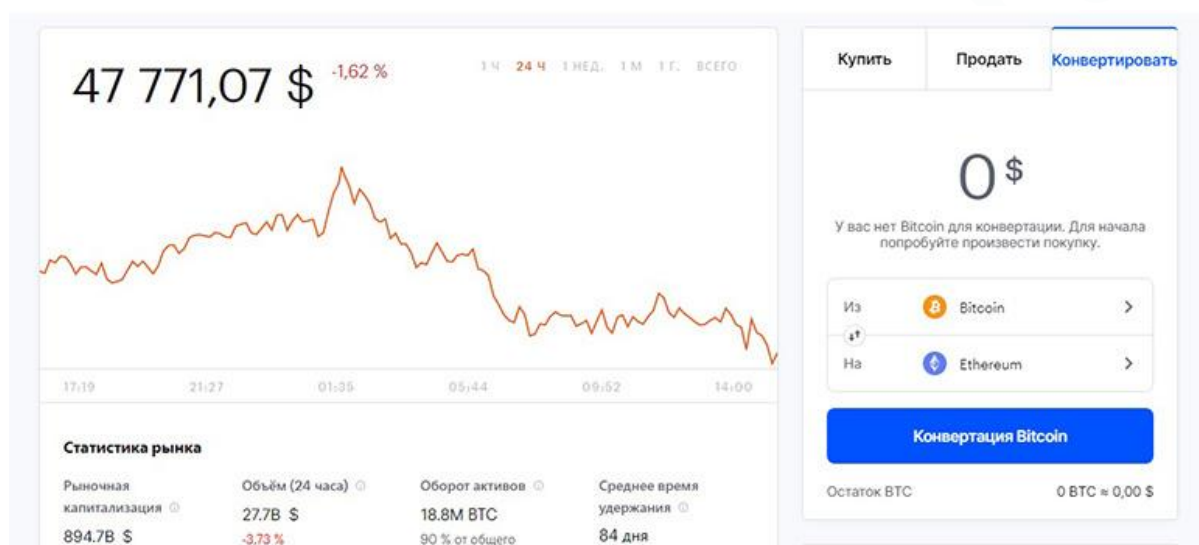 47 771,07 $ -1,62 %
1 Ч 24 Ч 1 НЕД. 1 М 1 Г. ВСЕГО
17:19 21:27 01:35 05:44 09:52 14:00
Статистика рынка
Рыночная
капитализация
894.7B $
Объём (24 часа)
27.7B $
-3,73 %
Оборот активов
18.8M BTC
90 % от общего
Среднее время
удержания
84 дня
Купить Продать Конвертировать
0 $
У вас нет Bitcoin для конвертации. Для начала
попробуйте произвести покупку.
Из Bitcoin
На Ethereum
Конвертация Bitcoin
Остаток BTC 0 BTC ≈ 0,00 $